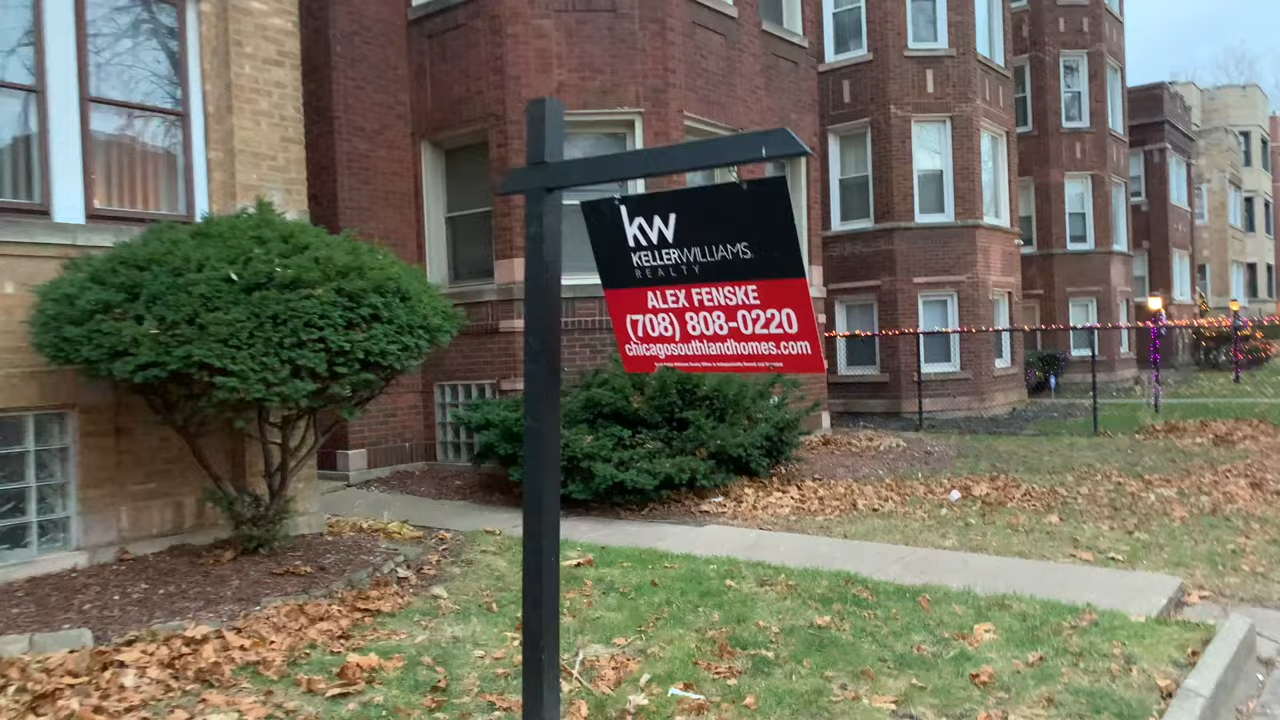 kw
KELLERWILLIAMS.
REALTY
ALEX FENSKE
(708) 808-0220
chicagosouthlandhomes.com